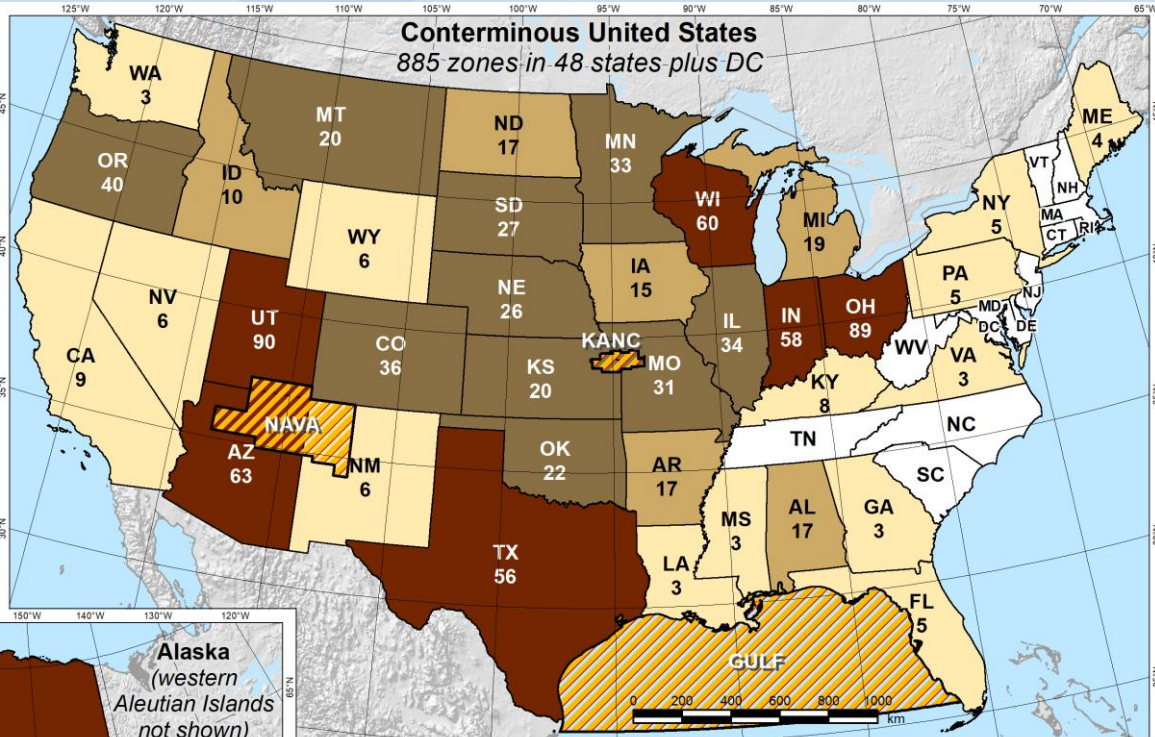 125°W
120°W
115°W
110°W
105°W
100°W
95°W
90°W
85°W
80°W
75°W
70°W
65°W
Conterminous United States
885 zones in 48 states plus DC
45°N
40°N
35°N
30°N
WA
3
OR
40
ID
10
MT
20
ND
17
MN
33
WI
60
MI
19
ME
4
VT
NH
NY
5
MA
CT
RI
SD
27
WY
6
IA
15
NE
26
PA
5
NJ
MD
DC
DE
NV
6
UT
90
CO
36
KS
20
KANC
MO
31
IL
34
IN
58
OH
89
WV
VA
3
KY
8
CA
9
NAVA
AZ
63
NM
6
OK
22
AR
17
TN
NC
SC
MS
3
AL
17
GA
3
TX
56
LA
3
FL
5
GULF
0 200 400 600 800 1000
km
150°W
140°W
130°W
120°W
Alaska
(western
Aleutian Islands
not shown)
65°N